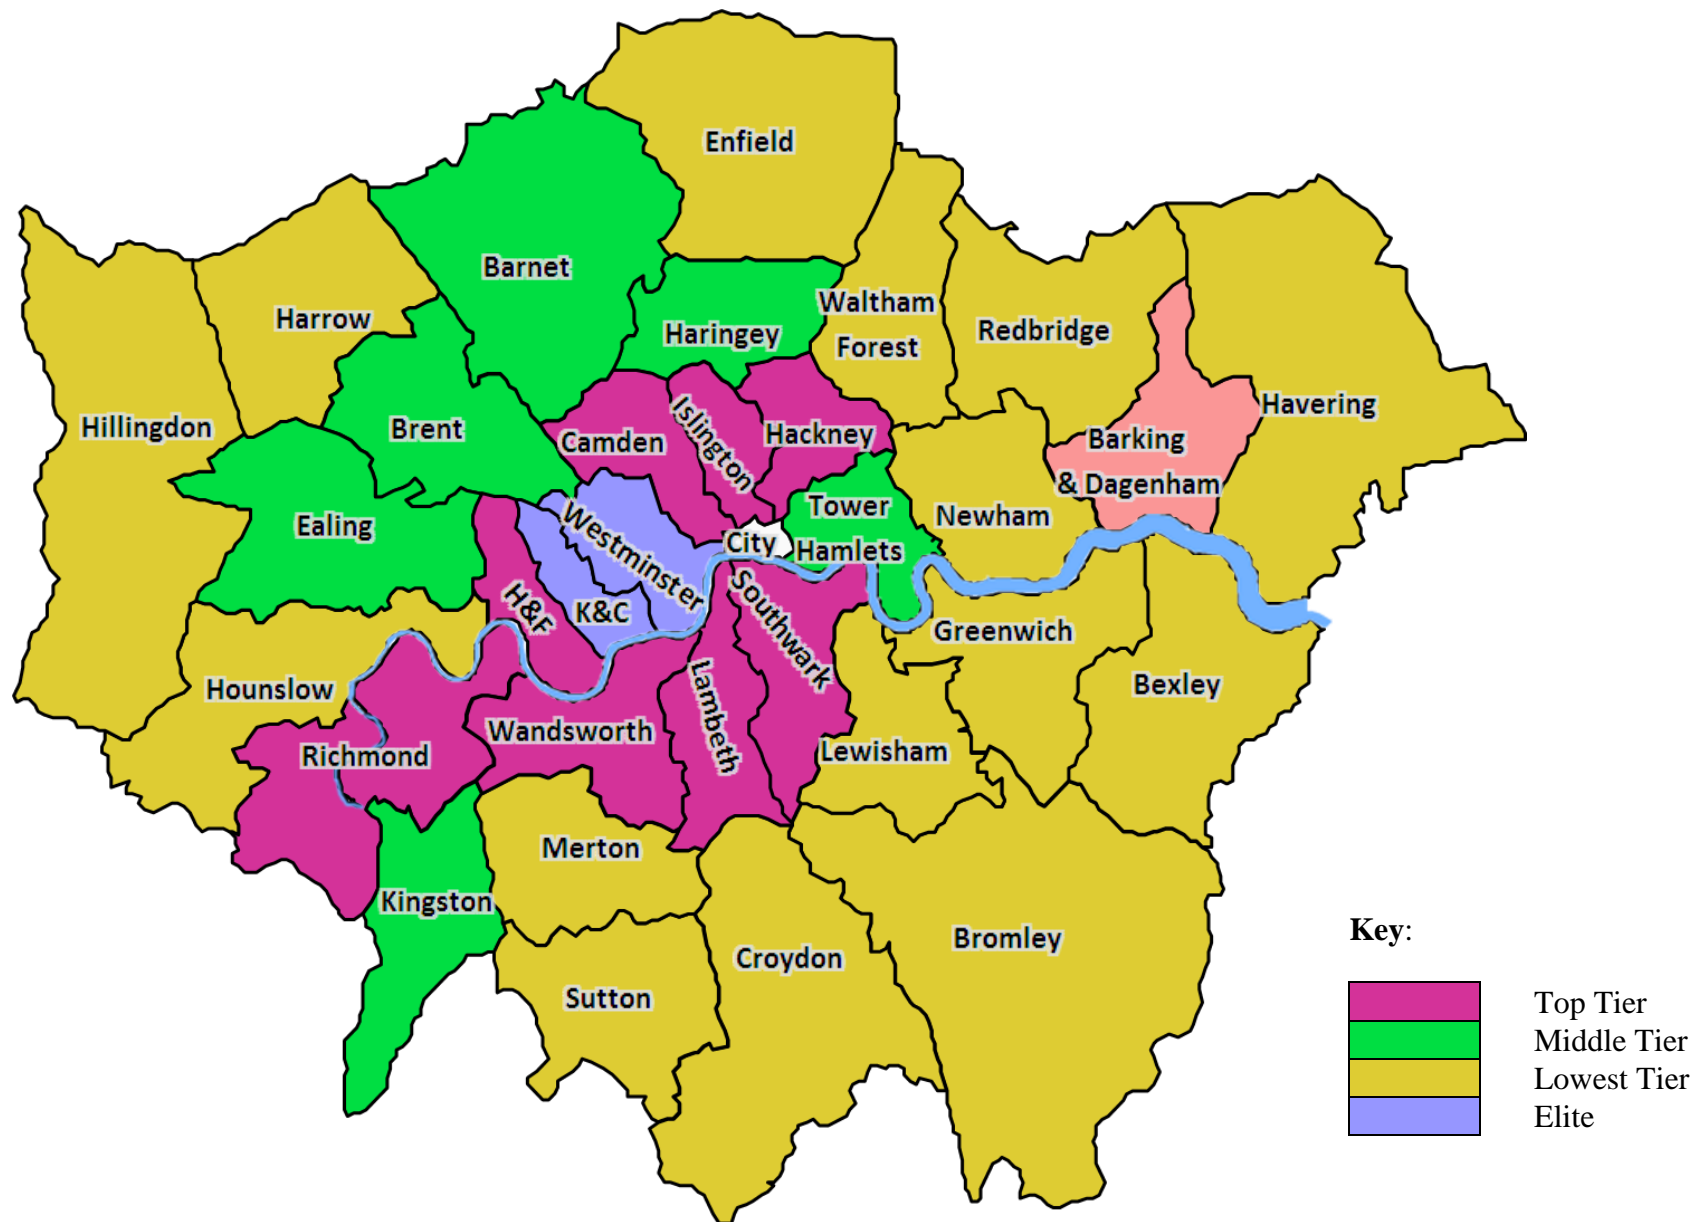 Enfield
Barnet
Harrow
Haringey
Waltham
Forest
Redbridge
Havering
Hillingdon
Brent
Camden
Islington
Hackney
Barking
& Dagenham
Ealing
Westminster
City
Tower
Hamlets
Newham
H&F
K&C
Southwark
Greenwich
Hounslow
Richmond
Wandsworth
Lambeth
Lewisham
Bexley
Merton
Kingston
Sutton
Croydon
Bromley
Key:
Top Tier
Middle Tier
Lowest Tier
Elite